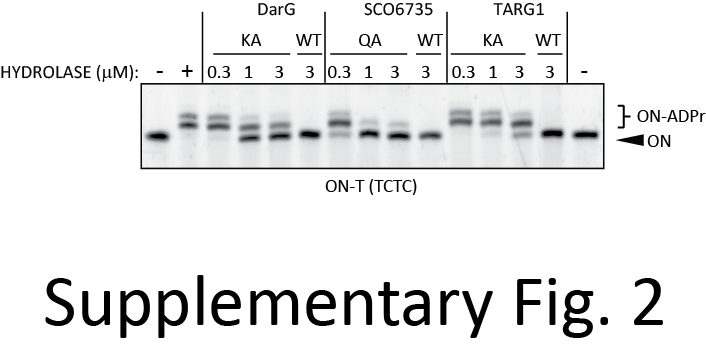 DarG SCO6735 TARG1
KA WT QA WT KA WT
HYDROLASE (µM): - + 0.3 1 3 3 0.3 1 3 3 0.3 1 3 3 -
ON-ADPr
ON
ON-T (TCTC)
Supplementary Fig. 2